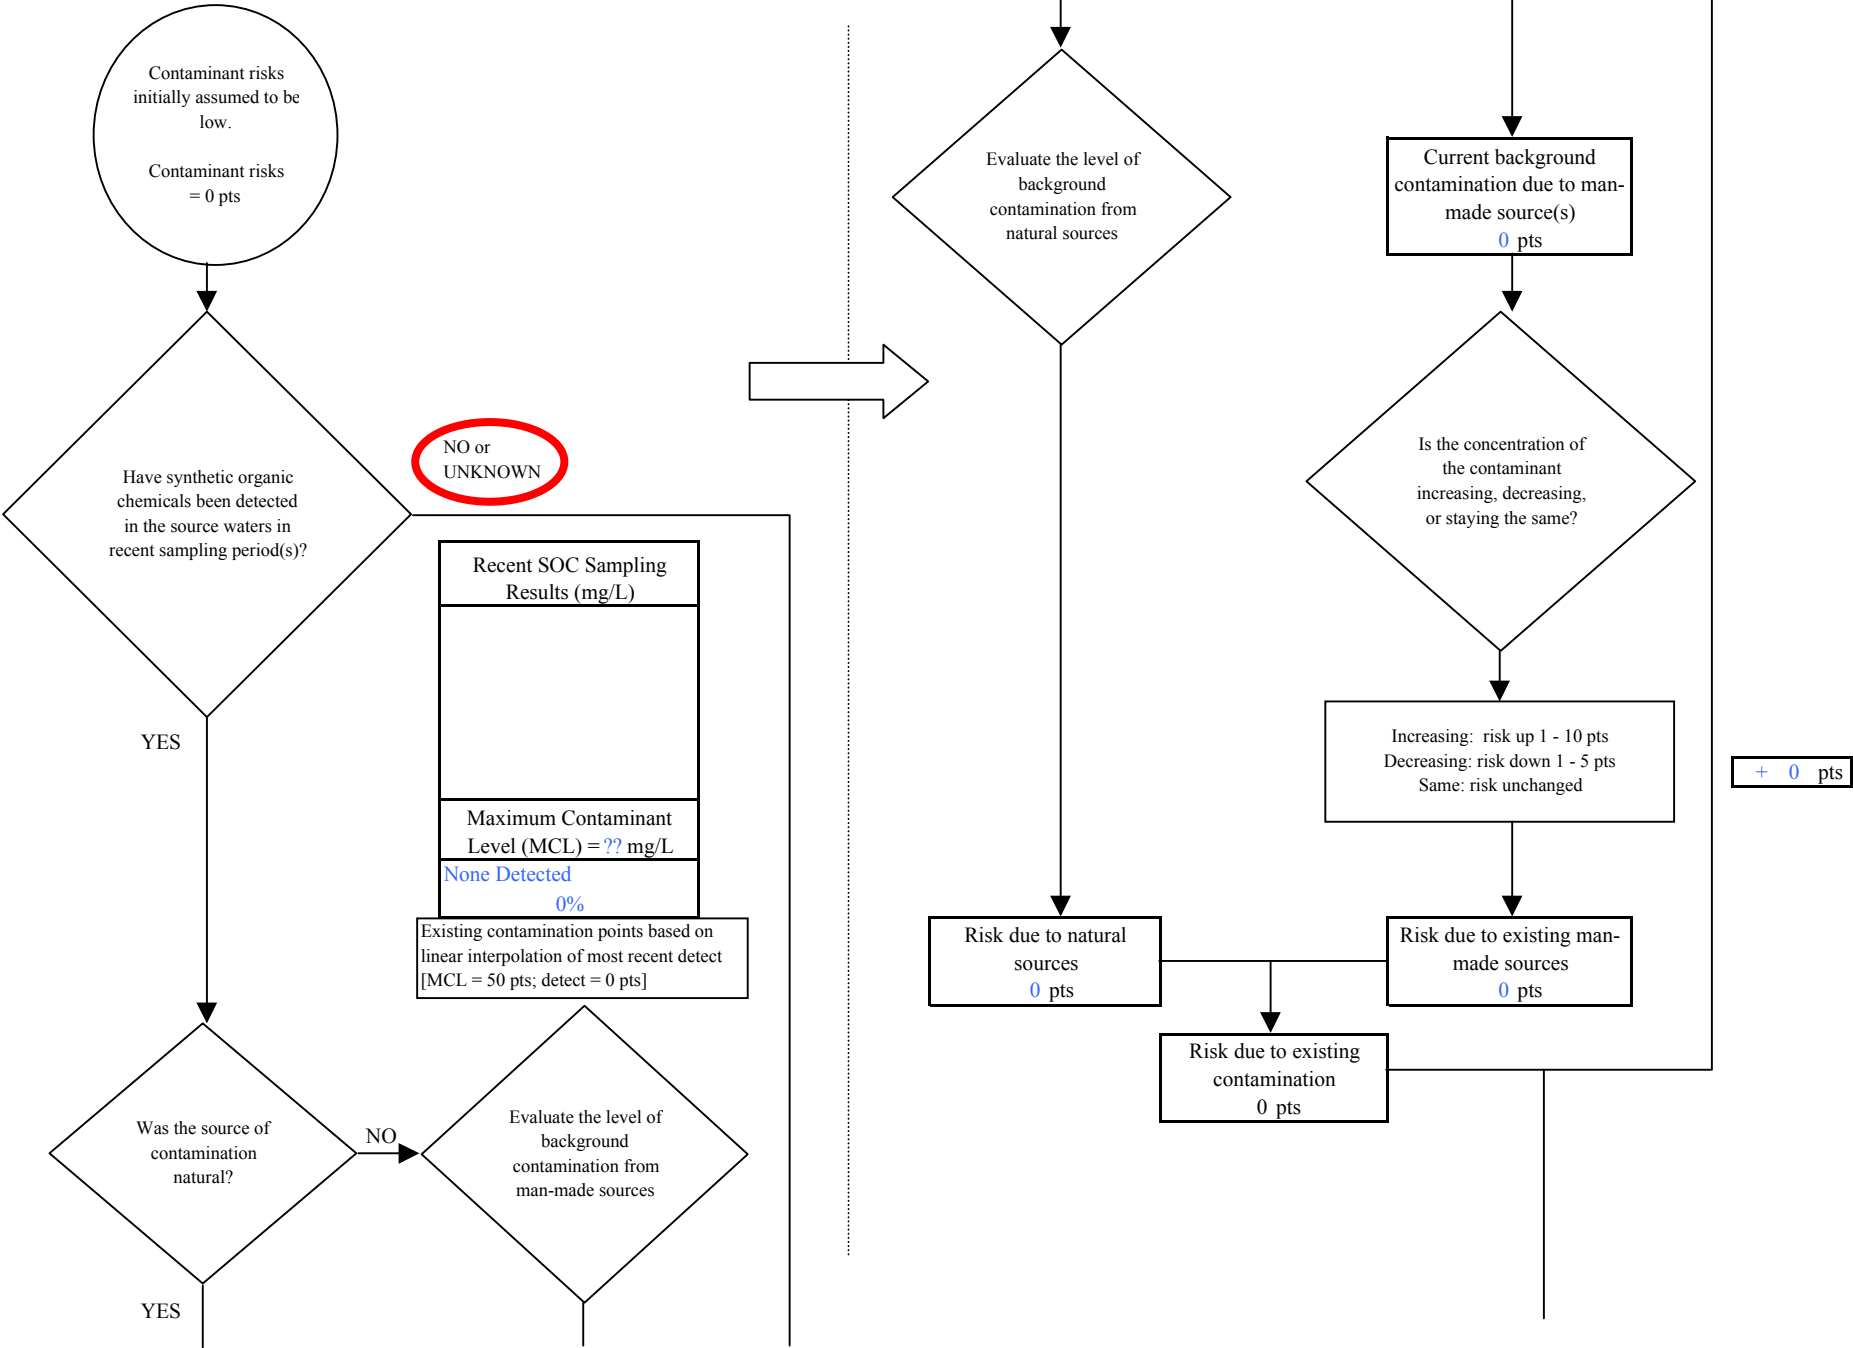 Contaminant risks
initially assumed to be
low.
Contaminant risks
= 0 pts
Have synthetic organic
chemicals been detected
in the source waters in
recent sampling period(s)?
NO or
UNKNOWN
YES
Recent SOC Sampling
Results (mg/L)
Maximum Contaminant
Level (MCL) = ?? mg/L
None Detected
0%
Existing contamination points based on
linear interpolation of most recent detect
[MCL = 50 pts; detect = 0 pts]
Was the source of
contamination
natural?
NO
YES
Evaluate the level of
background
contamination from
man-made sources
Evaluate the level of
background
contamination from
natural sources
Current background
contamination due to man-
made source(s)
0 pts
Is the concentration of
the contaminant
increasing, decreasing,
or staying the same?
Increasing: risk up 1 - 10 pts
Decreasing: risk down 1 - 5 pts
Same: risk unchanged
+ 0 pts
Risk due to natural
sources
0 pts
Risk due to existing man-
made sources
0 pts
Risk due to existing
contamination
0 pts